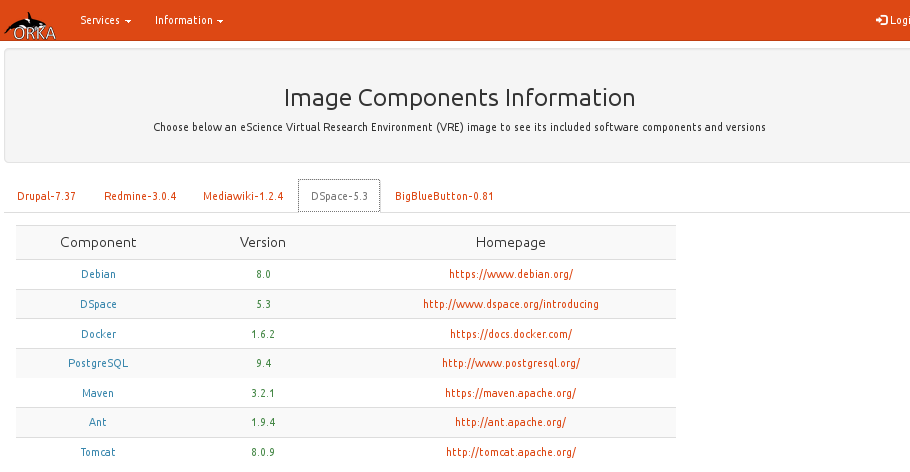 ORKA Services Information Logi
Image Components Information
Choose below an eScience Virtual Research Environment (VRE) image to see its included software components and versions
Drupal-7.37 Redmine-3.0.4 Mediawiki-1.2.4 DSpace-5.3 BigBlueButton-0.81
Component Version Homepage
Debian 8.0 https://www.debian.org/
DSpace 5.3 http://www.dspace.org/introducing
Docker 1.6.2 https://docs.docker.com/
PostgreSQL 9.4 http://www.postgresql.org/
Maven 3.2.1 https://maven.apache.org/
Ant 1.9.4 http://ant.apache.org/
Tomcat 8.0.9 http://tomcat.apache.org/